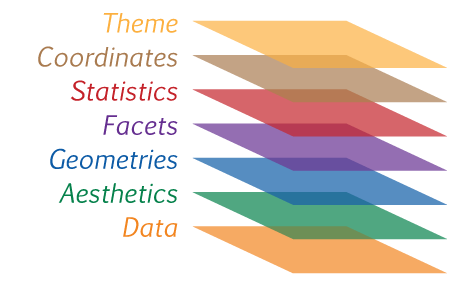 Theme
Coordinates
Statistics
Facets
Geometries
Aesthetics
Data